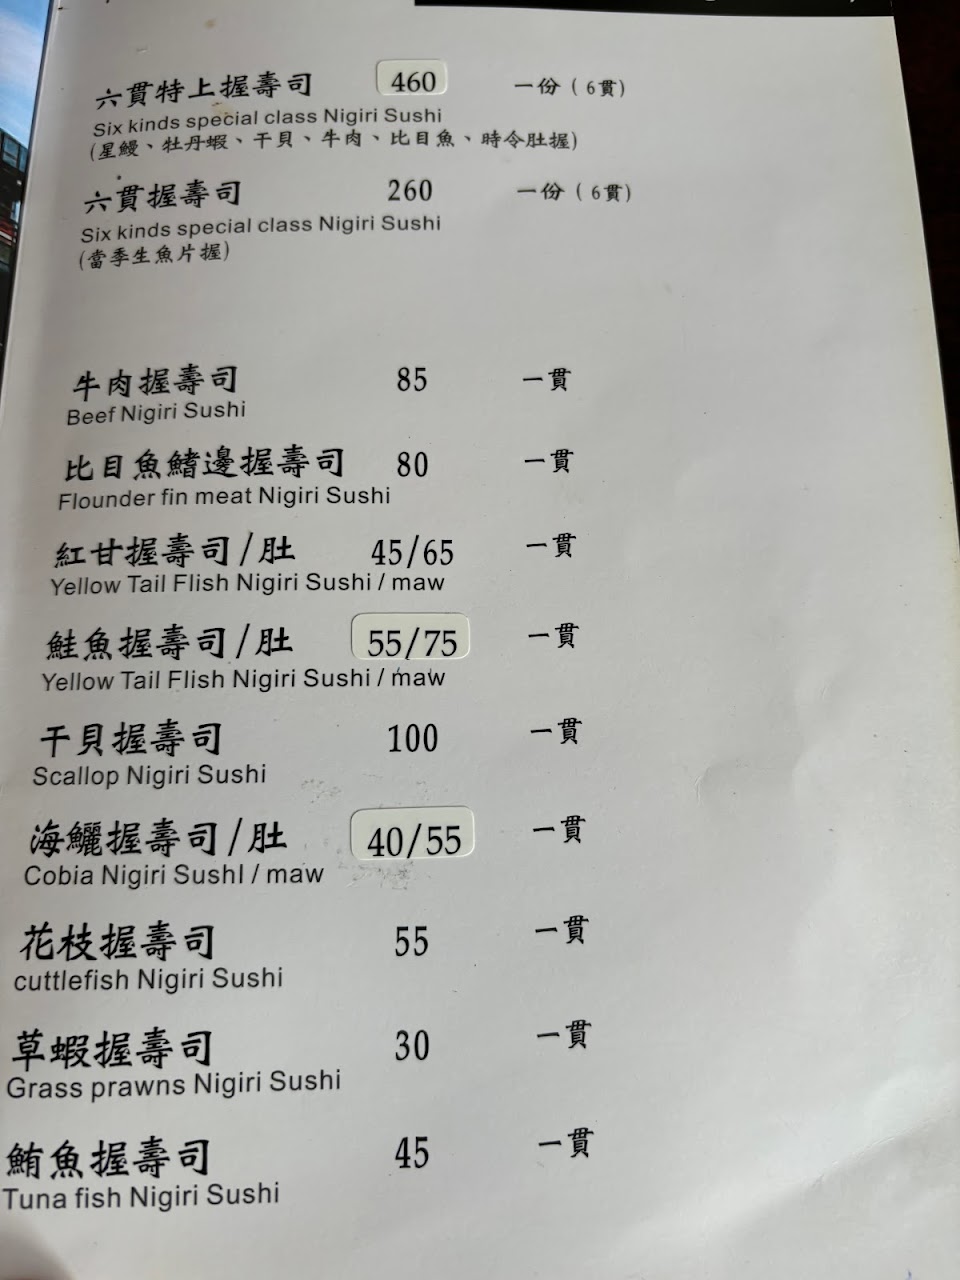 六貫特上握壽司 460 一份 ( 6貫)
Six kinds special class Nigiri Sushi
(星鰻、牡丹蝦、干貝、牛肉、比目魚、時令肚握)
六貫握壽司 260 一份 ( 6貫)
Six kinds special class Nigiri Sushi
(當季生魚片握)
牛肉握壽司 85 一貫
Beef Nigiri Sushi
比目魚鰭邊握壽司 80 一貫
Flounder fin meat Nigiri Sushi
紅甘握壽司/肚 45/65 一貫
Yellow Tail Flish Nigiri Sushi / maw
鮭魚握壽司/肚 55/75 一貫
Yellow Tail Flish Nigiri Sushi / maw
干貝握壽司 100 一貫
Scallop Nigiri Sushi
海鱺握壽司/肚 40/55 一貫
Cobia Nigiri SushI / maw
花枝握壽司 55 一貫
cuttlefish Nigiri Sushi
草蝦握壽司 30 一貫
Grass prawns Nigiri Sushi
鮪魚握壽司 45 一貫
Tuna fish Nigiri Sushi